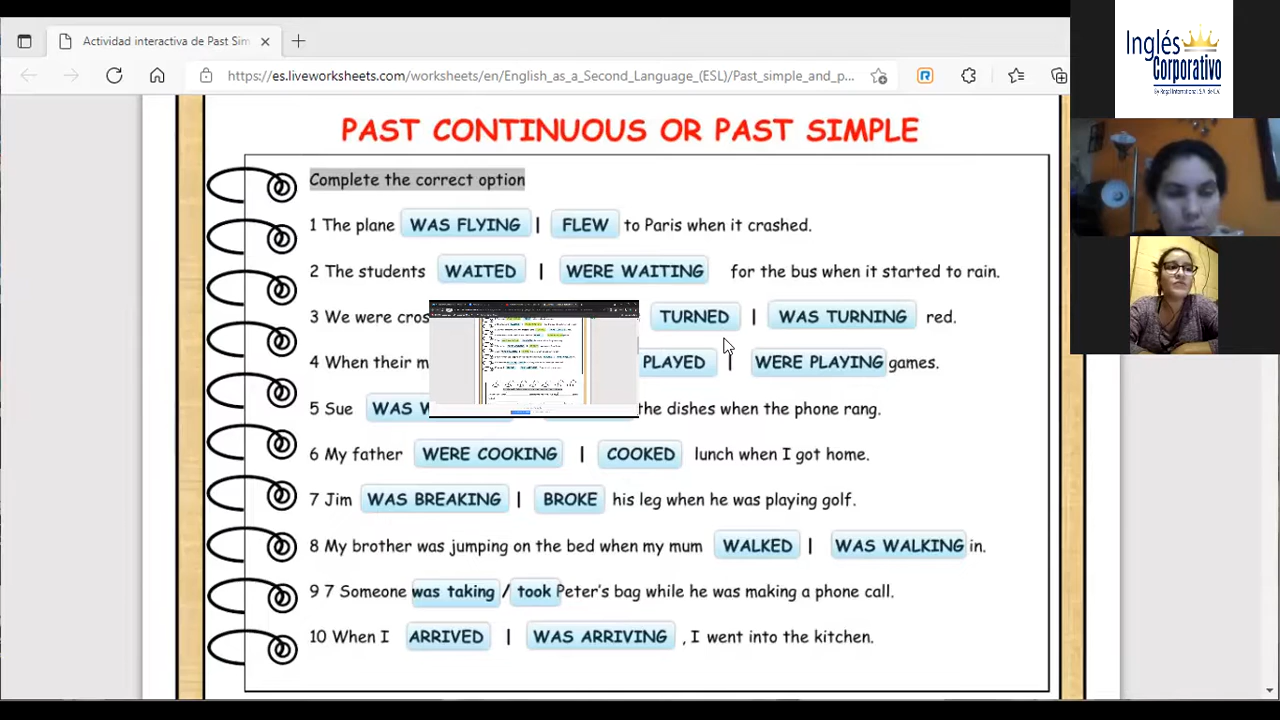 Actividad interactiva de Past Sim
https://es.liveworksheets.com/worksheets/en/English_as_a_Second_Language_(ESL)/Past_simple_and_p...
Inglés
Corporativo
By Regal International S.A. de C.V.
PAST CONTINUOUS OR PAST SIMPLE
Complete the correct option
1 The plane WAS FLYING | FLEW to Paris when it crashed.
2 The students WAITED | WERE WAITING for the bus when it started to rain.
3 We were cros TURNED | WAS TURNING red.
4 When their m PLAYED | WERE PLAYING games.
5 Sue WAS W the dishes when the phone rang.
6 My father WERE COOKING | COOKED lunch when I got home.
7 Jim WAS BREAKING | BROKE his leg when he was playing golf.
8 My brother was jumping on the bed when my mum WALKED | WAS WALKING in.
9 7 Someone was taking / took Peter's bag while he was making a phone call.
10 When I ARRIVED | WAS ARRIVING , I went into the kitchen.